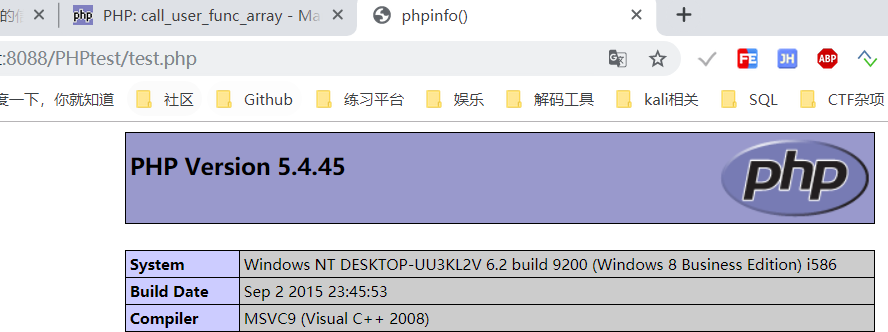 的信 × PHP: call_user_func_array - Ma × phpinfo() ×
:8088/PHPtest/test.php
度一下，你就知道 社区 Github 练习平台 娱乐 解码工具 kali相关 SQL CTF杂项
PHP Version 5.4.45
php
System Windows NT DESKTOP-UU3KL2V 6.2 build 9200 (Windows 8 Business Edition) i586
Build Date Sep 2 2015 23:45:53
Compiler MSVC9 (Visual C++ 2008)